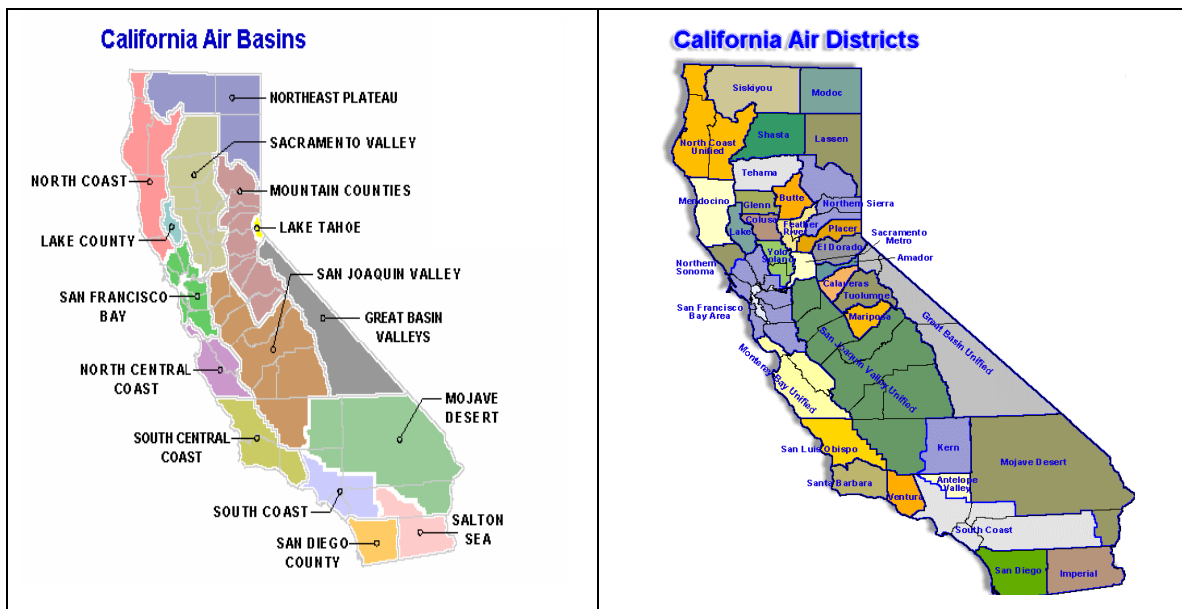 California Air Basins
NORTHEAST PLATEAU
SACRAMENTO VALLEY
NORTH COAST
MOUNTAIN COUNTIES
LAKE COUNTY
LAKE TAHOE
SAN JOAQUIN VALLEY
SAN FRANCISCO
BAY
GREAT BASIN
VALLEYS
NORTH CENTRAL
COAST
MOJAVE
DESERT
SOUTH CENTRAL
COAST
SOUTH COAST
SALTON
SEA
SAN DIEGO
COUNTY
California Air Districts
Siskiyou
Modoc
Shasta
Lassen
North Coast
Unified
Tehama
Mendocino
Glenn
Butte
Northern Sierra
Colusa
Feather
River
Lake
Placer
Sacramento
Metro
El Dorado
Yolo
Solano
Amador
Northern
Sonoma
Calaveras
Tuolumne
San Francisco
Bay Area
Mariposa
Great Basin Unified
San Joaquin Valley Unified
Monterey Bay Unified
San Luis Obispo
Kern
Mojave Desert
Santa Barbara
Ventura
Antelope
Valley
South Coast
San Diego
Imperial